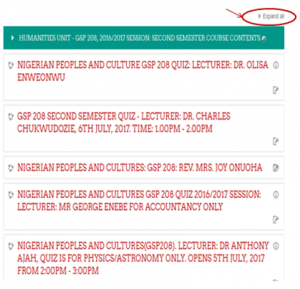 Expand all
HUMANITIES UNIT - GSP 208, 2016/2017 SESSION: SECOND SEMESTER COURSE CONTENTS
NIGERIAN PEOPLES AND CULTURE GSP 208 QUIZ: LECTURER: DR. OLISA
ENWEONWU
GSP 208 SECOND SEMESTER QUIZ - LECTURER: DR. CHARLES
CHUKWUDOZIE, 6TH JULY, 2017. TIME: 1.00PM - 2.00PM
NIGERIAN PEOPLES AND CULTURES: GSP 208: REV. MRS. JOY ONUOHA
NIGERIAN PEOPLES AND CULTURES GSP 208 QUIZ 2016/2017 SESSION:
LECTURER: MR GEORGE ENEBE FOR ACCOUNTANCY ONLY
NIGERIAN PEOPLES AND CULTURES(GSP208). LECTURER: DR ANTHONY
AJAH, QUIZ IS FOR PHYSICS/ASTRONOMY ONLY. OPENS 5TH JULY, 2017
FROM 2:00PM - 3:00PM